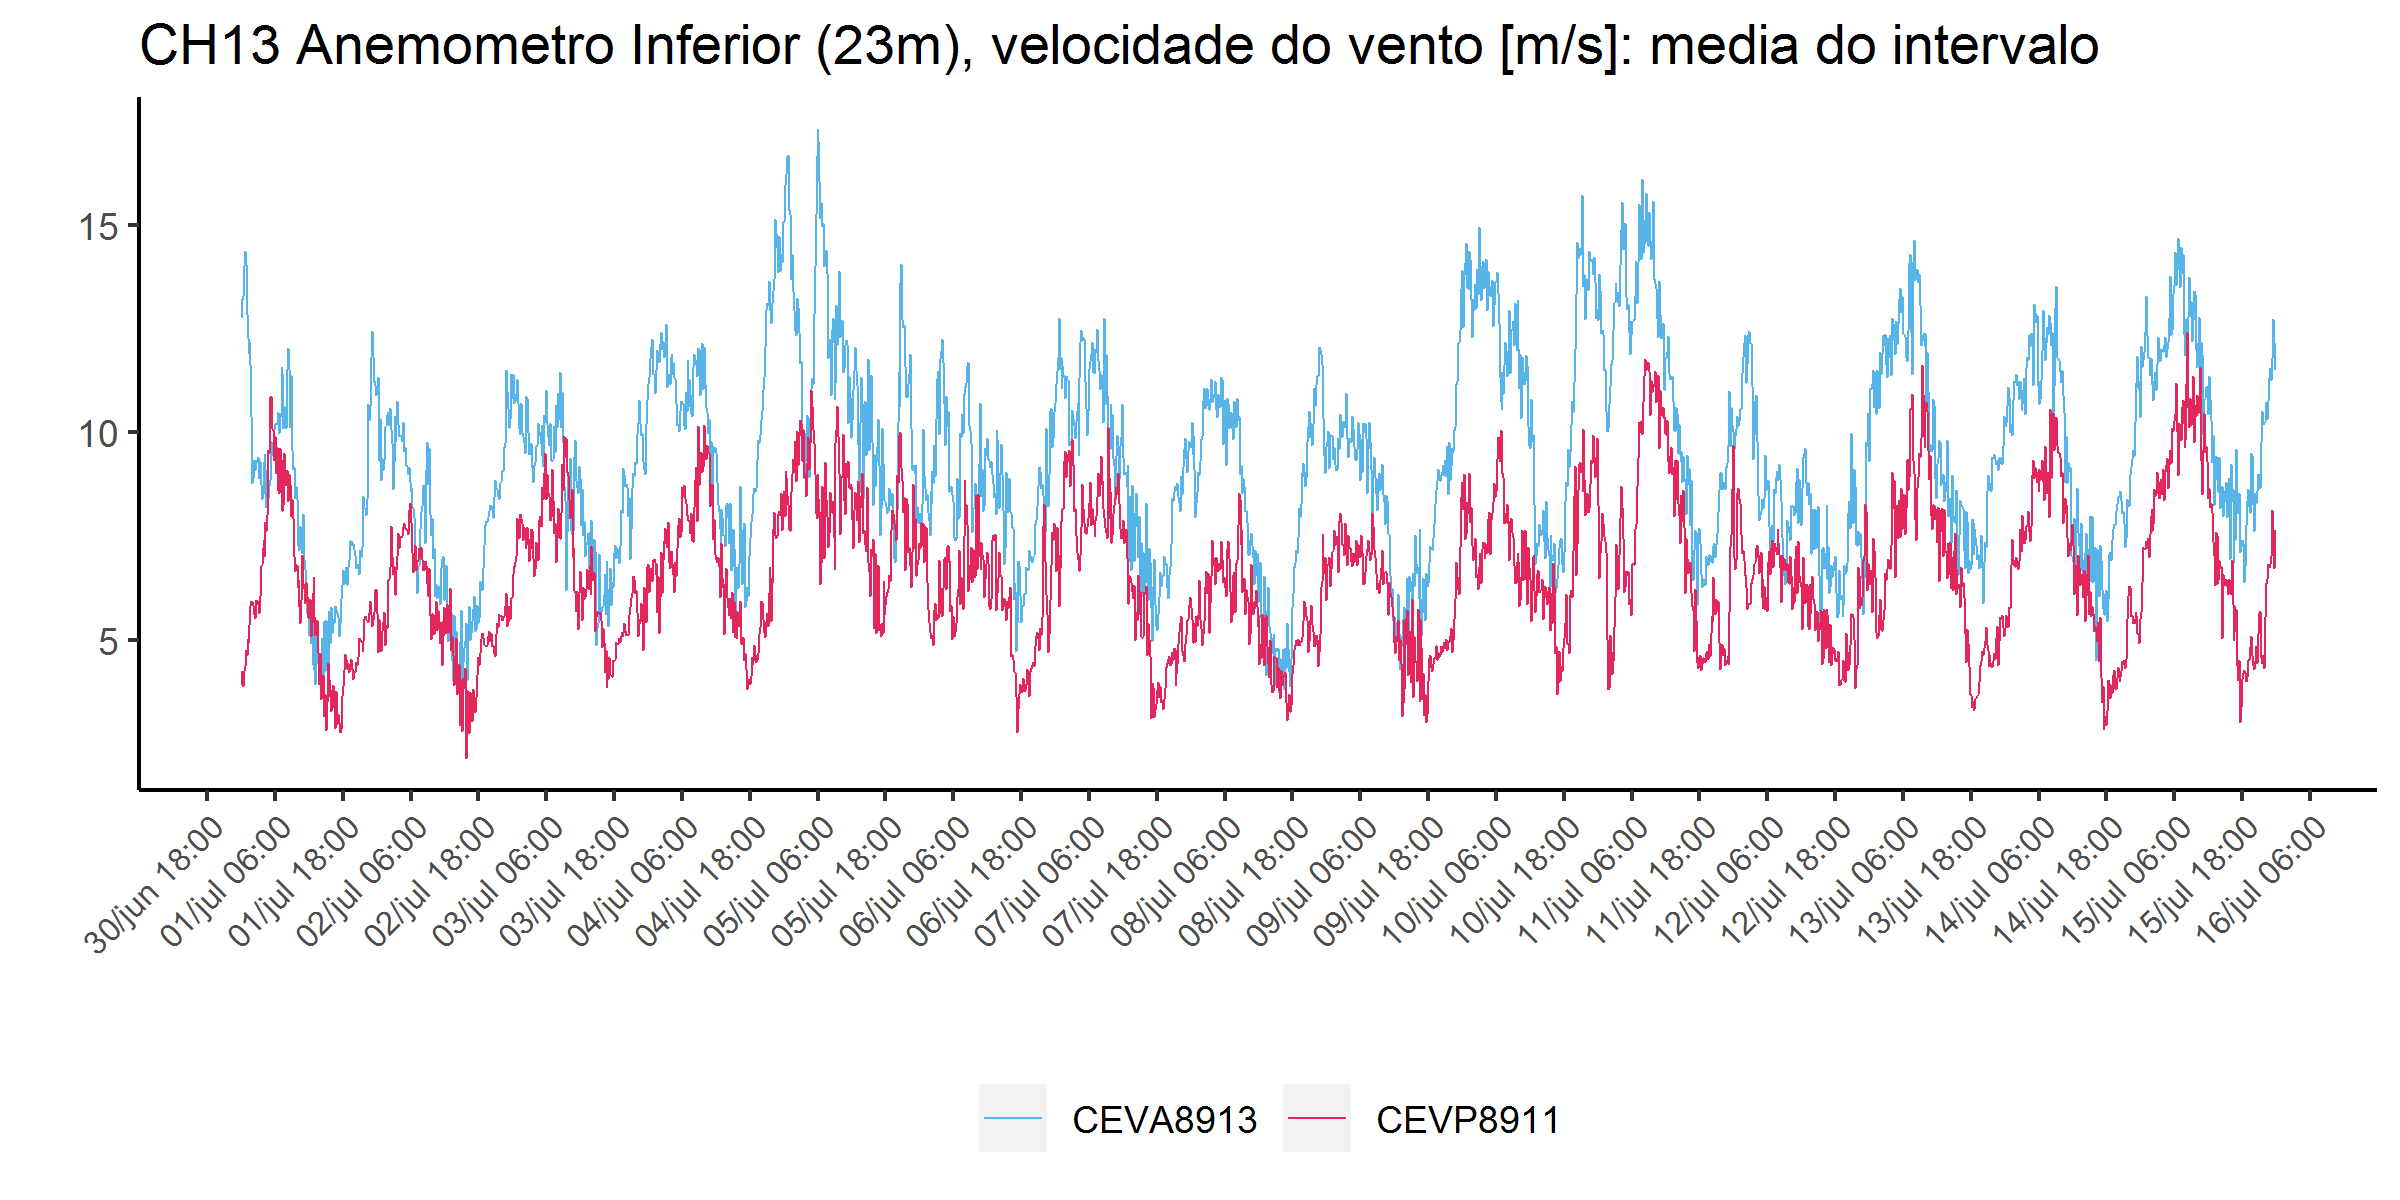 CH13 Anemometro Inferior (23m), velocidade do vento [m/s]: media do intervalo
15
10
5
30/jun 18:00
01/jul 06:00
01/jul 18:00
02/jul 06:00
02/jul 18:00
03/jul 06:00
03/jul 18:00
04/jul 06:00
04/jul 18:00
05/jul 06:00
05/jul 18:00
06/jul 06:00
06/jul 18:00
07/jul 06:00
07/jul 18:00
08/jul 06:00
08/jul 18:00
09/jul 06:00
09/jul 18:00
10/jul 06:00
10/jul 18:00
11/jul 06:00
11/jul 18:00
12/jul 06:00
12/jul 18:00
13/jul 06:00
13/jul 18:00
14/jul 06:00
14/jul 18:00
15/jul 06:00
15/jul 18:00
16/jul 06:00
CEVA8913
CEVP8911